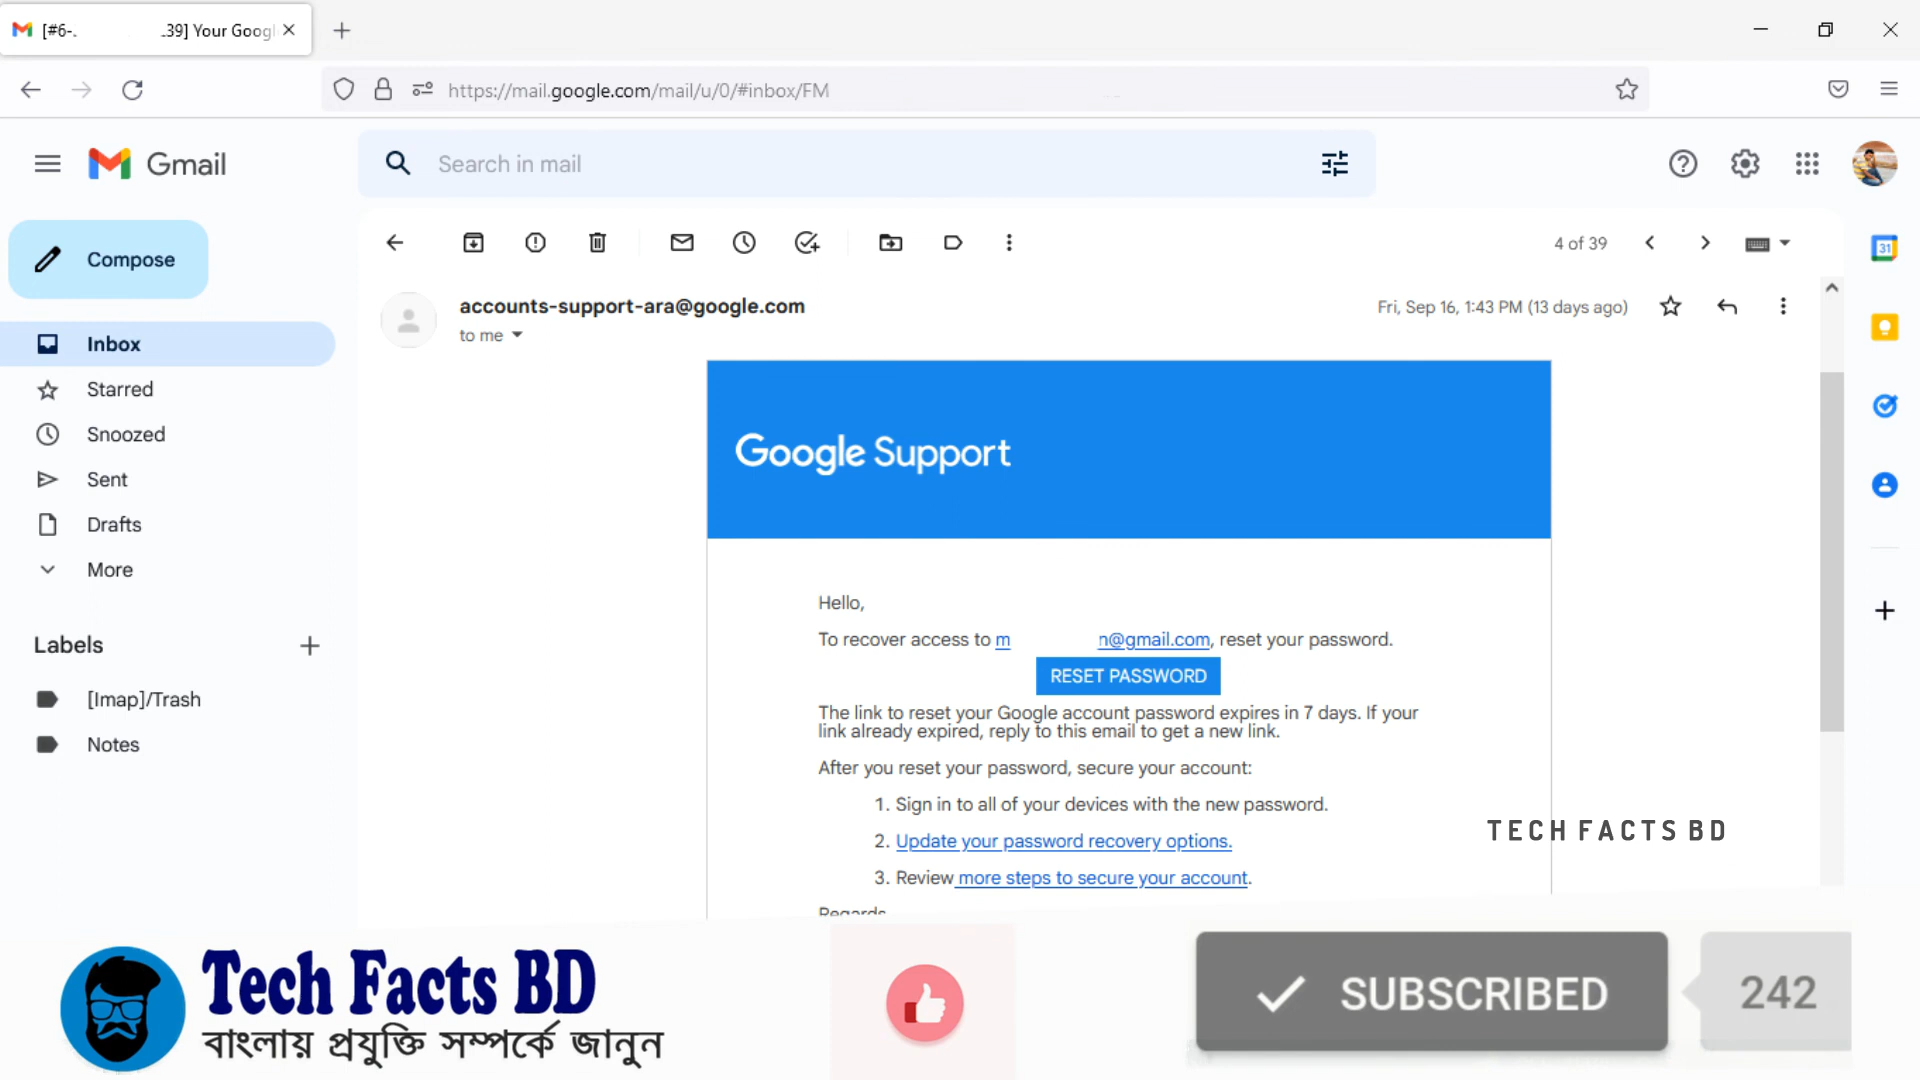 [#6-. .39] Your Goog
https://mail.google.com/mail/u/0/#inbox/FM
Gmail
Search in mail
Compose
4 of 39
31
Inbox
Starred
Snoozed
Sent
Drafts
More
Labels
[Imap]/Trash
Notes
accounts-support-ara@google.com
Fri, Sep 16, 1:43 PM (13 days ago)
to me
Google Support
Hello,
To recover access to m n@gmail.com, reset your password.
RESET PASSWORD
The link to reset your Google account password expires in 7 days. If your
link already expired, reply to this email to get a new link.
After you reset your password, secure your account:
1. Sign in to all of your devices with the new password.
2. Update your password recovery options.
3. Review more steps to secure your account.
Regards
TECH FACTS BD
Tech Facts BD
বাংলায় প্রযুক্তি সম্পর্কে জানুন
SUBSCRIBED
242